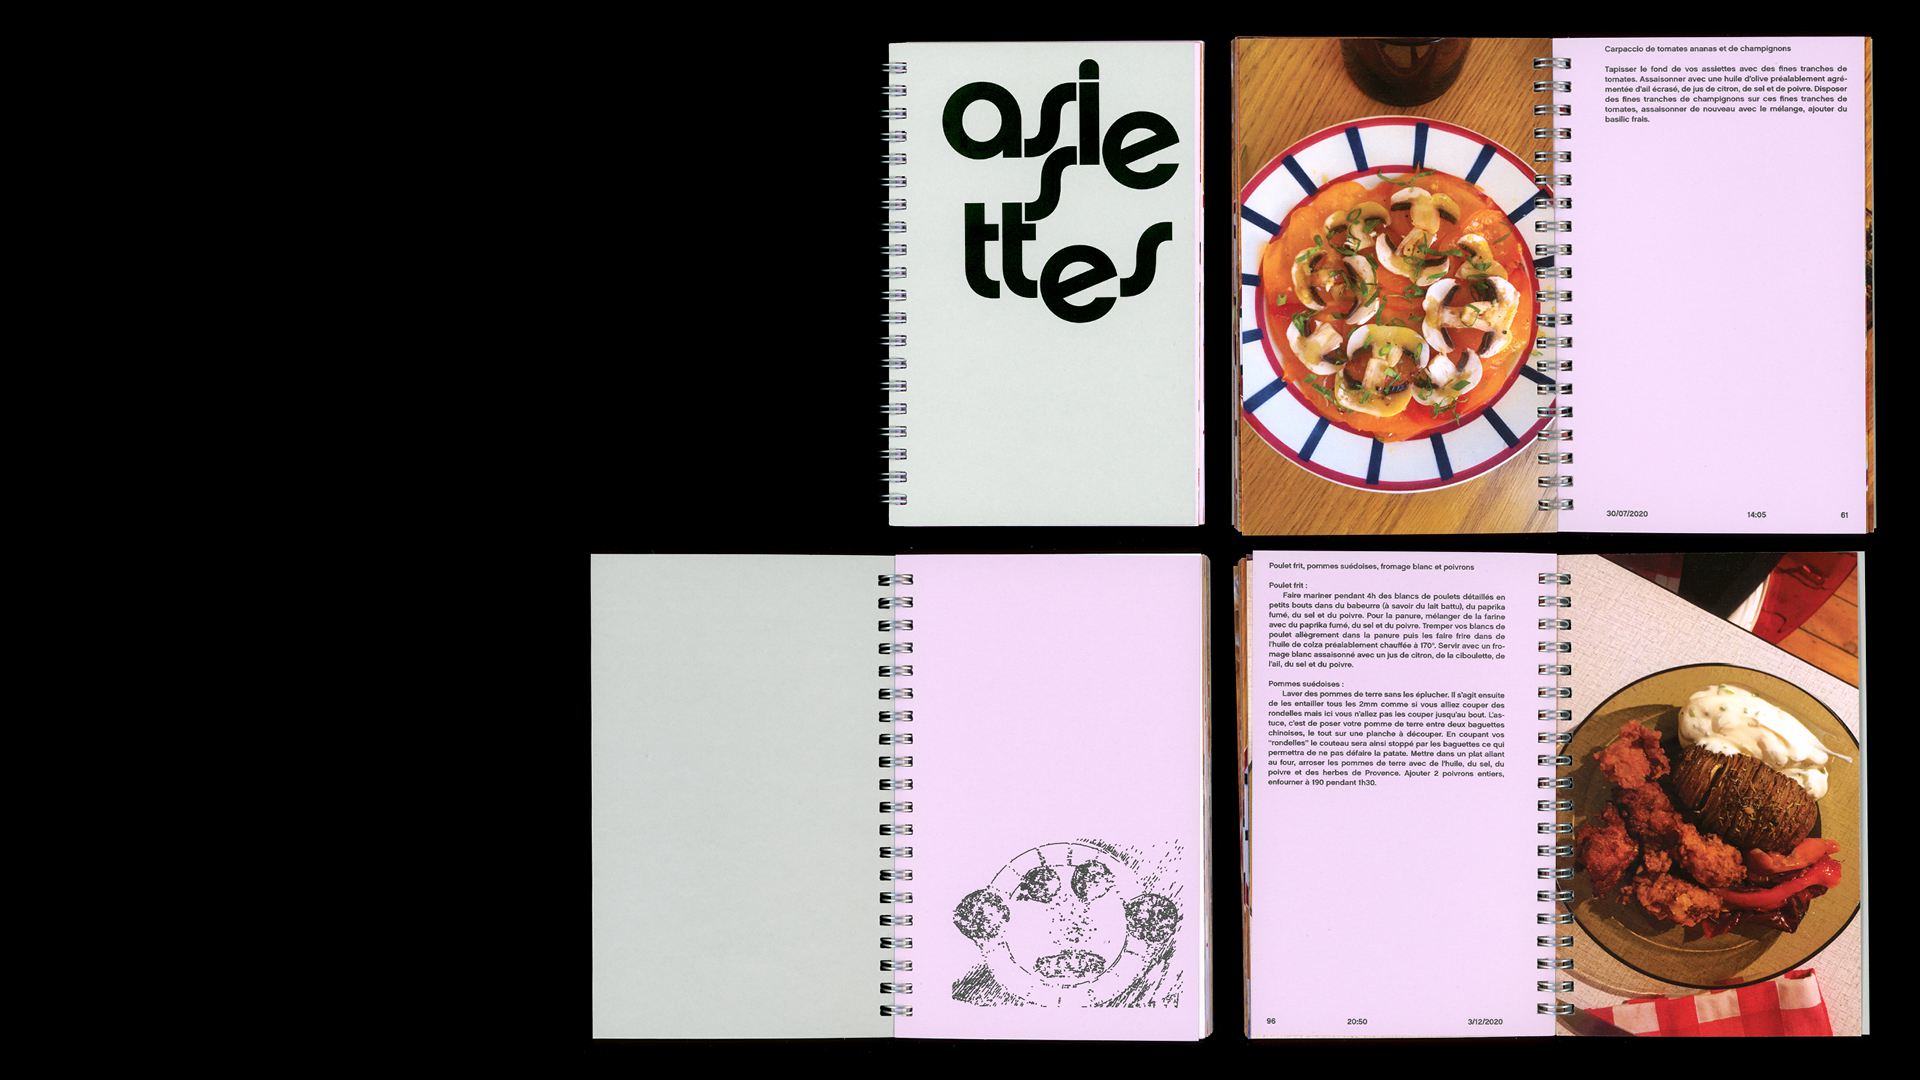 assiettes
Carpaccio de tomates ananas et de champignons
Tapisser le fond de vos assiettes avec des fines tranches de
tomates. Assaisonner avec une huile d'olive préalablement agré-
mentée d'ail écrasé, de jus de citron, de sel et de poivre. Disposer
des fines tranches de champignons sur ces fines tranches de
tomates, assaisonner de nouveau avec le mélange, ajouter du
basilic frais.
30/07/2020 14:05 61
Poulet frit, pommes suédoises, fromage blanc et poivrons
Poulet frit :
Faire mariner pendant 4h des blancs de poulets détaillés en
petits bouts dans du babeurre (à savoir du lait battu), du paprika
fumé, du sel et du poivre. Pour la panure, mélanger de la farine
avec du paprika fumé, du sel et du poivre. Tremper vos blancs de
poulet allègrement dans la panure puis les faire frire dans de
l'huile de colza préalablement chauffée à 170°. Servir avec un fro-
mage blanc assaisonné avec un jus de citron, de la ciboulette, de
l'ail, du sel et du poivre.
Pommes suédoises :
Laver des pommes de terre sans les éplucher. Il s'agit ensuite
de les entailler tous les 2mm comme si vous alliez couper des
rondelles mais ici vous n'allez pas les couper jusqu'au bout. L'as-
tuce, c'est de poser votre pomme de terre entre deux baguettes
chinoises, le tout sur une planche à découper. En coupant vos
"rondelles" le couteau sera ainsi stoppé par les baguettes ce qui
permettra de ne pas défaire la patate. Mettre dans un plat allant
au four, arroser les pommes de terre avec de l'huile, du sel, du
poivre et des herbes de Provence. Ajouter 2 poivrons entiers,
enfourner à 190 pendant 1h30.
96 20:50 3/12/2020